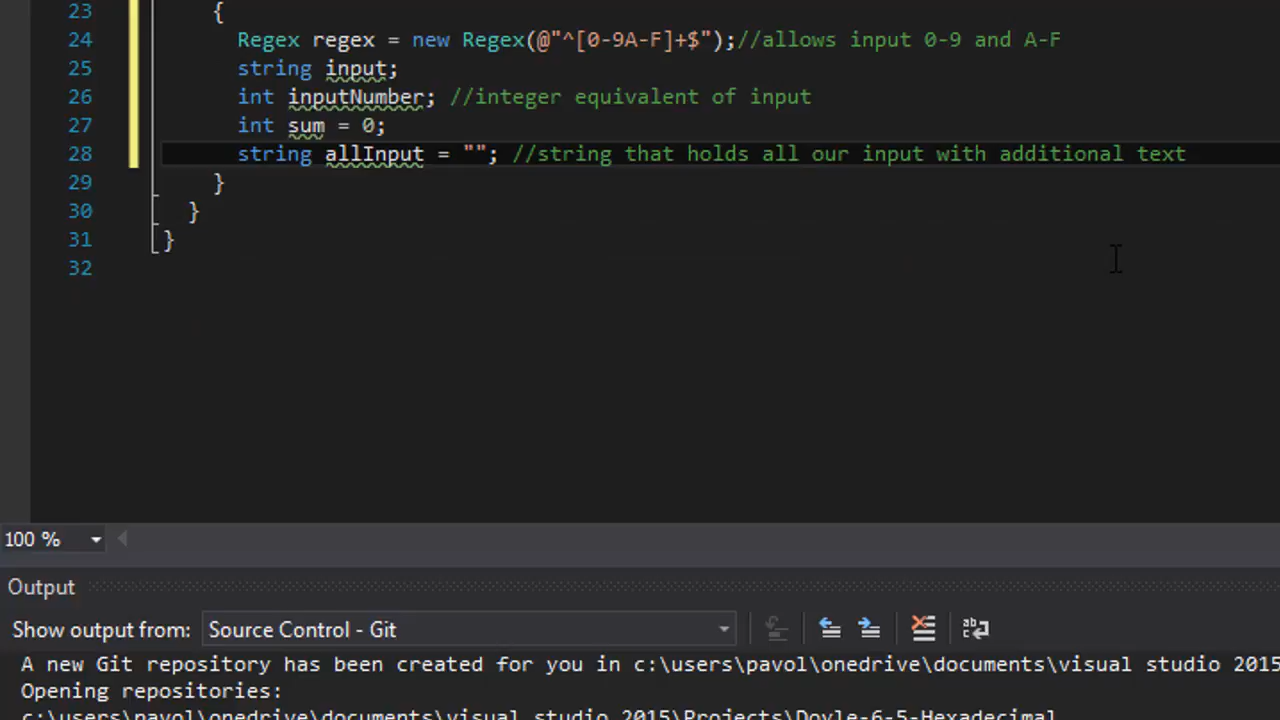 23 {
24 Regex regex = new Regex(@"^[0-9A-F]+$");//allows input 0-9 and A-F
25 string input;
26 int inputNumber; //integer equivalent of input
27 int sum = 0;
28 string allInput = ""; //string that holds all our input with additional text
29 }
30 }
31 }
32
100 %
Output
Show output from: Source Control - Git
A new Git repository has been created for you in c:\users\pavol\onedrive\documents\visual studio 2015
Opening repositories:
c:\users\pavol\onedrive\documents\visual studio 2015\Projects\Doyle-6-5-Hexadecimal